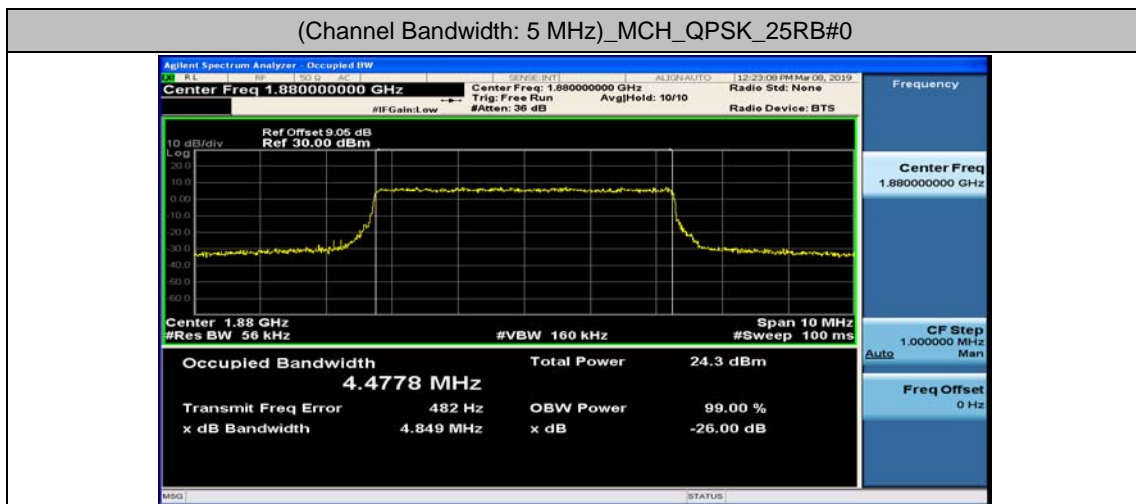 (Channel Bandwidth: 5 MHz)_MCH_QPSK_25RB#0
Agilent Spectrum Analyzer - Occupied BW
RL RF 50 Ω AC SENSE:INT ALIGN AUTO 12:23:08 PM Mar 08, 2019
Center Freq 1.880000000 GHz
Center Freq: 1.880000000 GHz
Radio Std: None
Trig: Free Run Avg|Hold: 10/10
#IFGain:Low
#Atten: 36 dB
Radio Device: BTS
Frequency
Ref Offset 9.05 dB
10 dB/div Ref 30.00 dBm
Log
20.0
10.0
0.00
-10.0
-20.0
-30.0
-40.0
-50.0
-60.0
Center Freq
1.880000000 GHz
Center 1.88 GHz Span 10 MHz
#Res BW 56 kHz #VBW 160 kHz #Sweep 100 ms
CF Step
1.000000 MHz
Auto Man
Occupied Bandwidth Total Power 24.3 dBm
4.4778 MHz
Freq Offset
0 Hz
Transmit Freq Error 482 Hz OBW Power 99.00 %
x dB Bandwidth 4.849 MHz x dB -26.00 dB
MSG STATUS